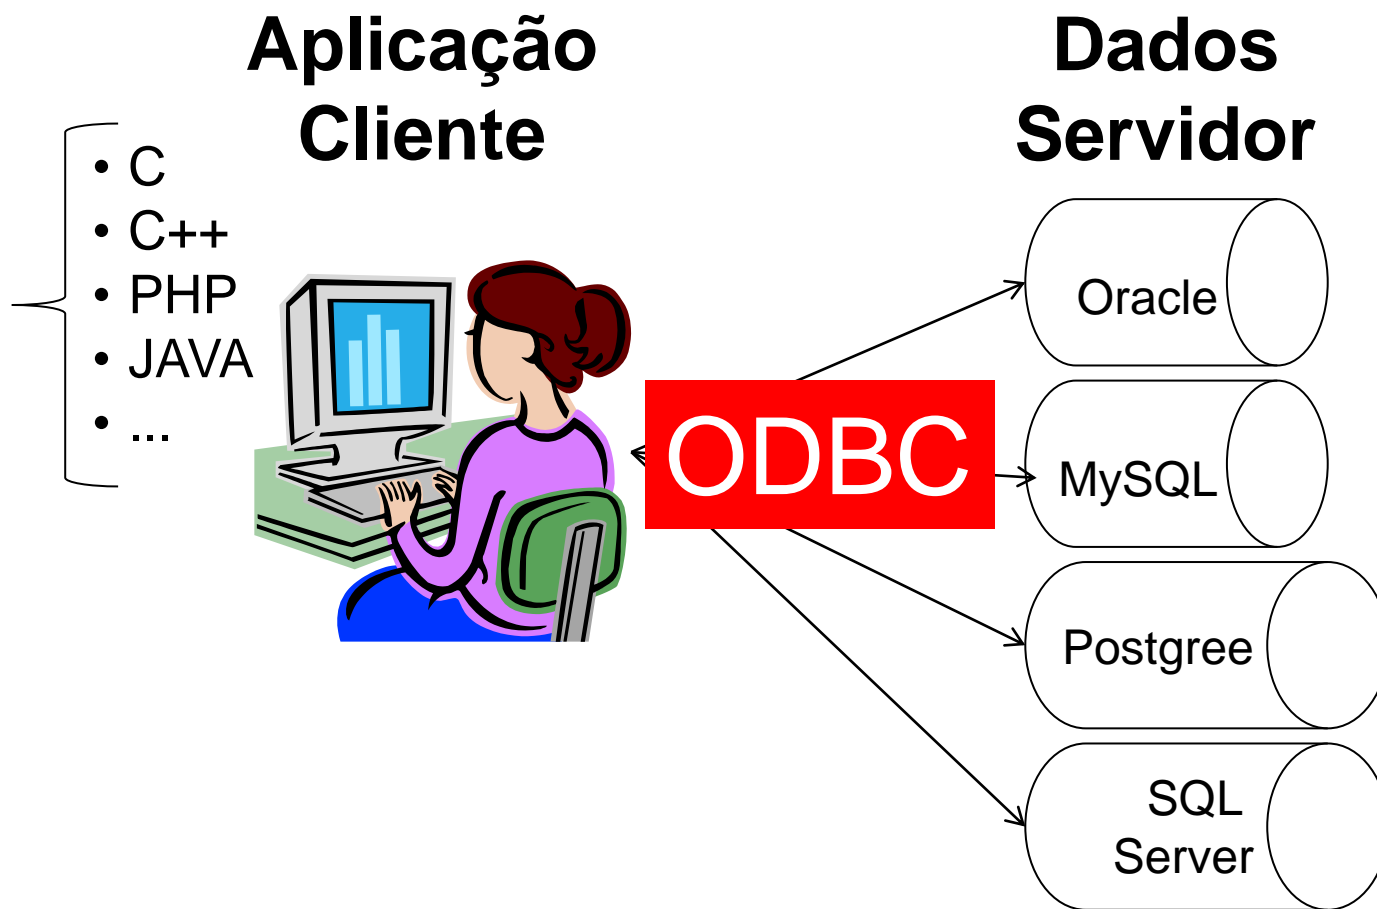 Aplicação
Cliente
• C
• C++
• PHP
• JAVA
• ...
ODBC
Dados
Servidor
Oracle
MySQL
Postgree
SQL
Server